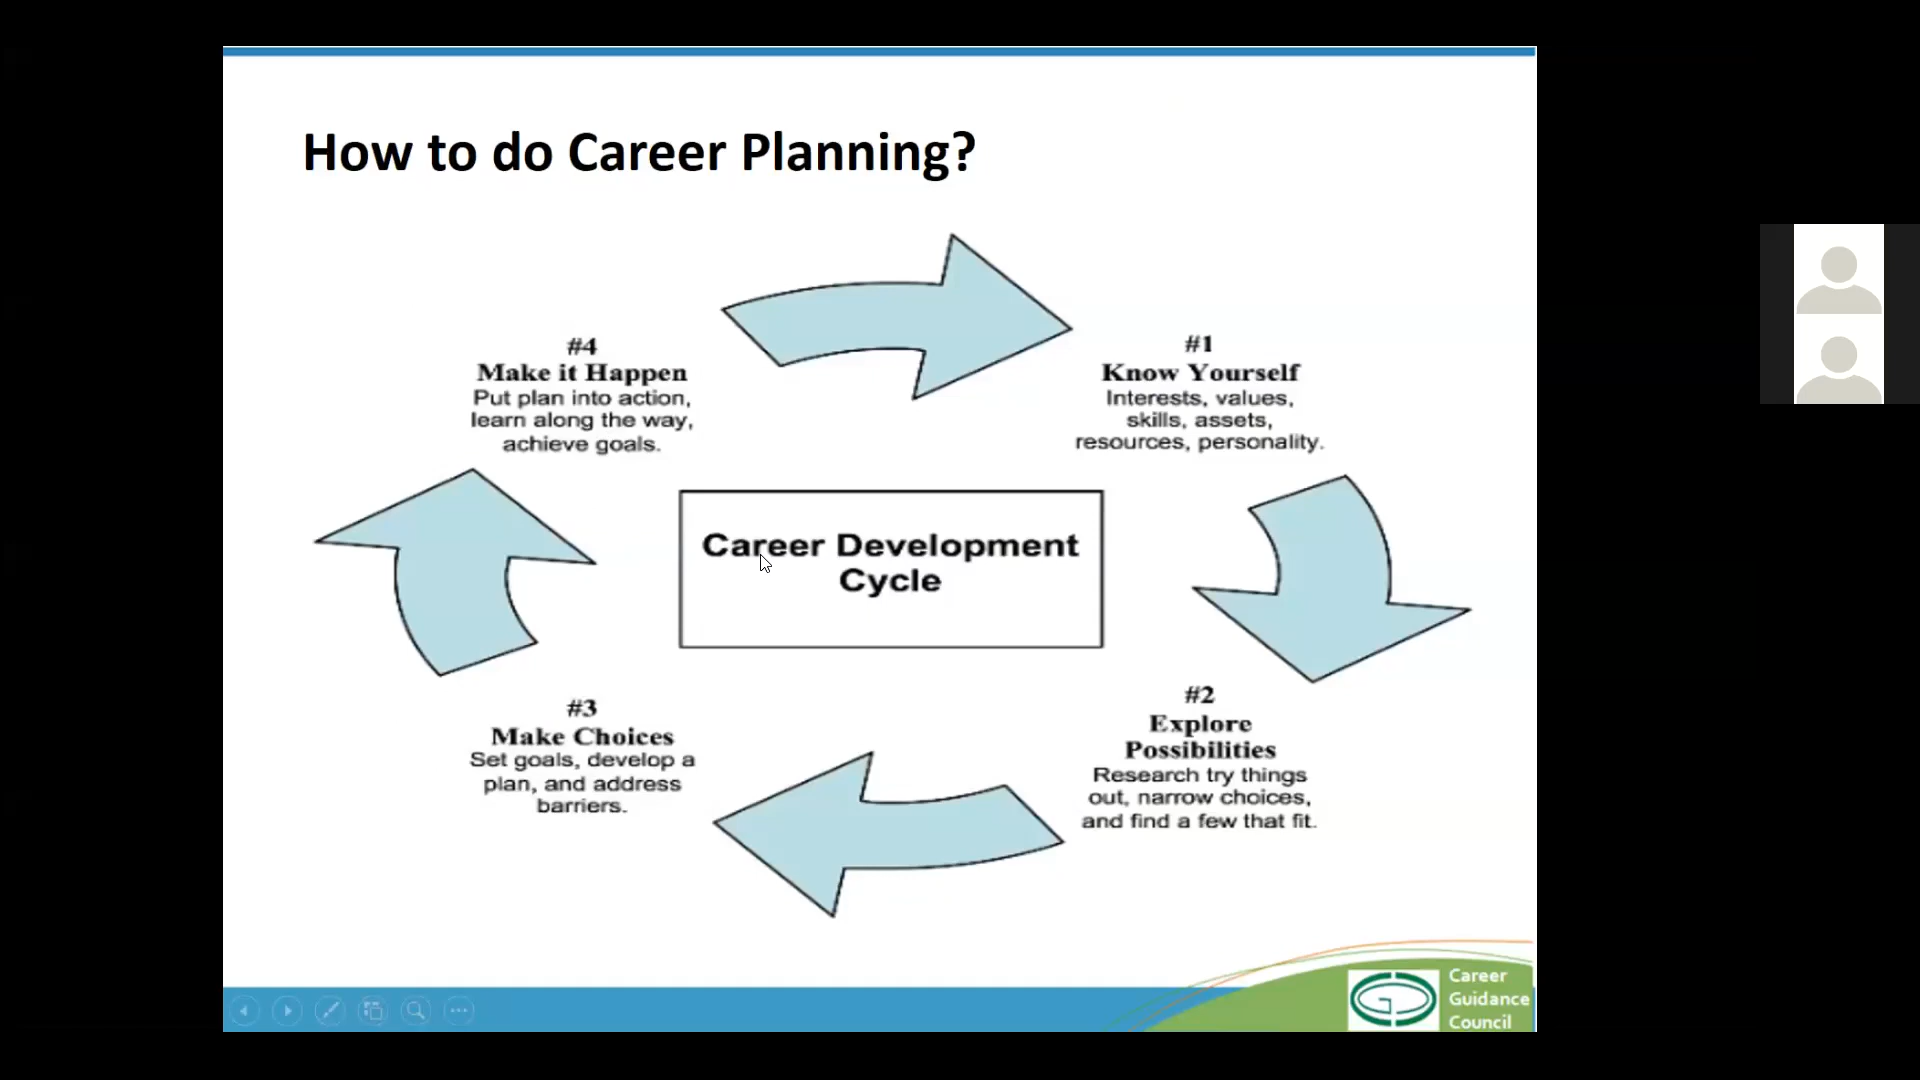 How to do Career Planning?
#4
Make it Happen
Put plan into action,
learn along the way,
achieve goals.
#1
Know Yourself
Interests, values,
skills, assets,
resources, personality.
Career Development
Cycle
#3
Make Choices
Set goals, develop a
plan, and address
barriers.
#2
Explore
Possibilities
Research try things
out, narrow choices,
and find a few that fit.
Career
Guidance
Council